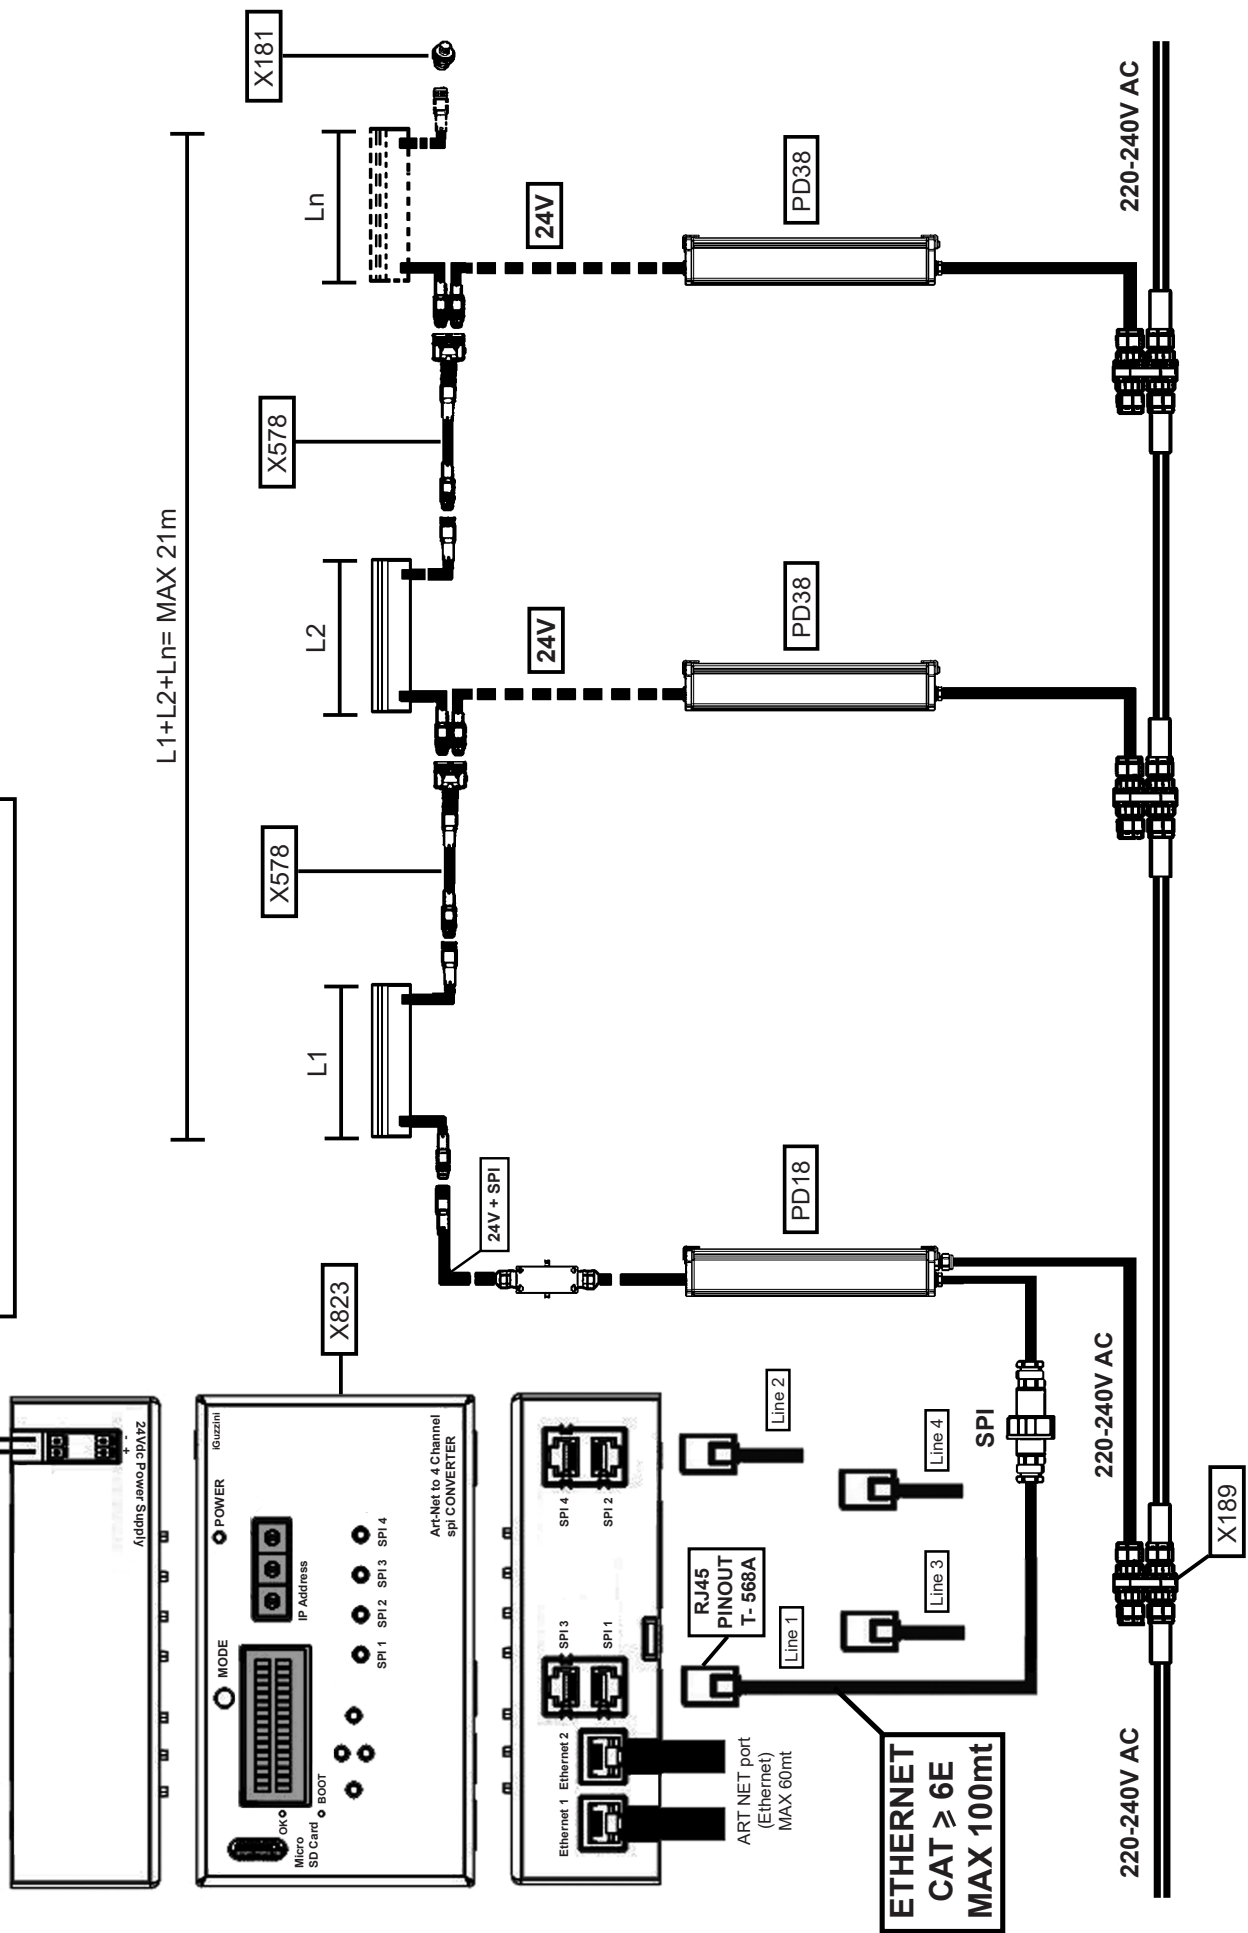 24Vdc Power Supply
-
+
iGuzzini
POWER
MODE
IP Address
SPI 1
SPI 2
SPI 3
SPI 4
OK
BOOT
Micro
SD Card
Art-Net to 4 Channel
spi CONVERTER
X823
Ethernet 1
Ethernet 2
SPI 3
SPI 1
SPI 4
SPI 2
ART NET port
(Ethernet)
MAX 60mt
RJ45
PINOUT
T- 568A
Line 1
Line 2
Line 3
Line 4
ETHERNET
CAT ⩾ 6E
MAX 100mt
SPI
220-240V AC
220-240V AC
X189
PD18
24V + SPI
L1+L2+Ln= MAX 21m
L1
X578
L2
24V
PD38
X578
Ln
24V
PD38
X181
220-240V AC